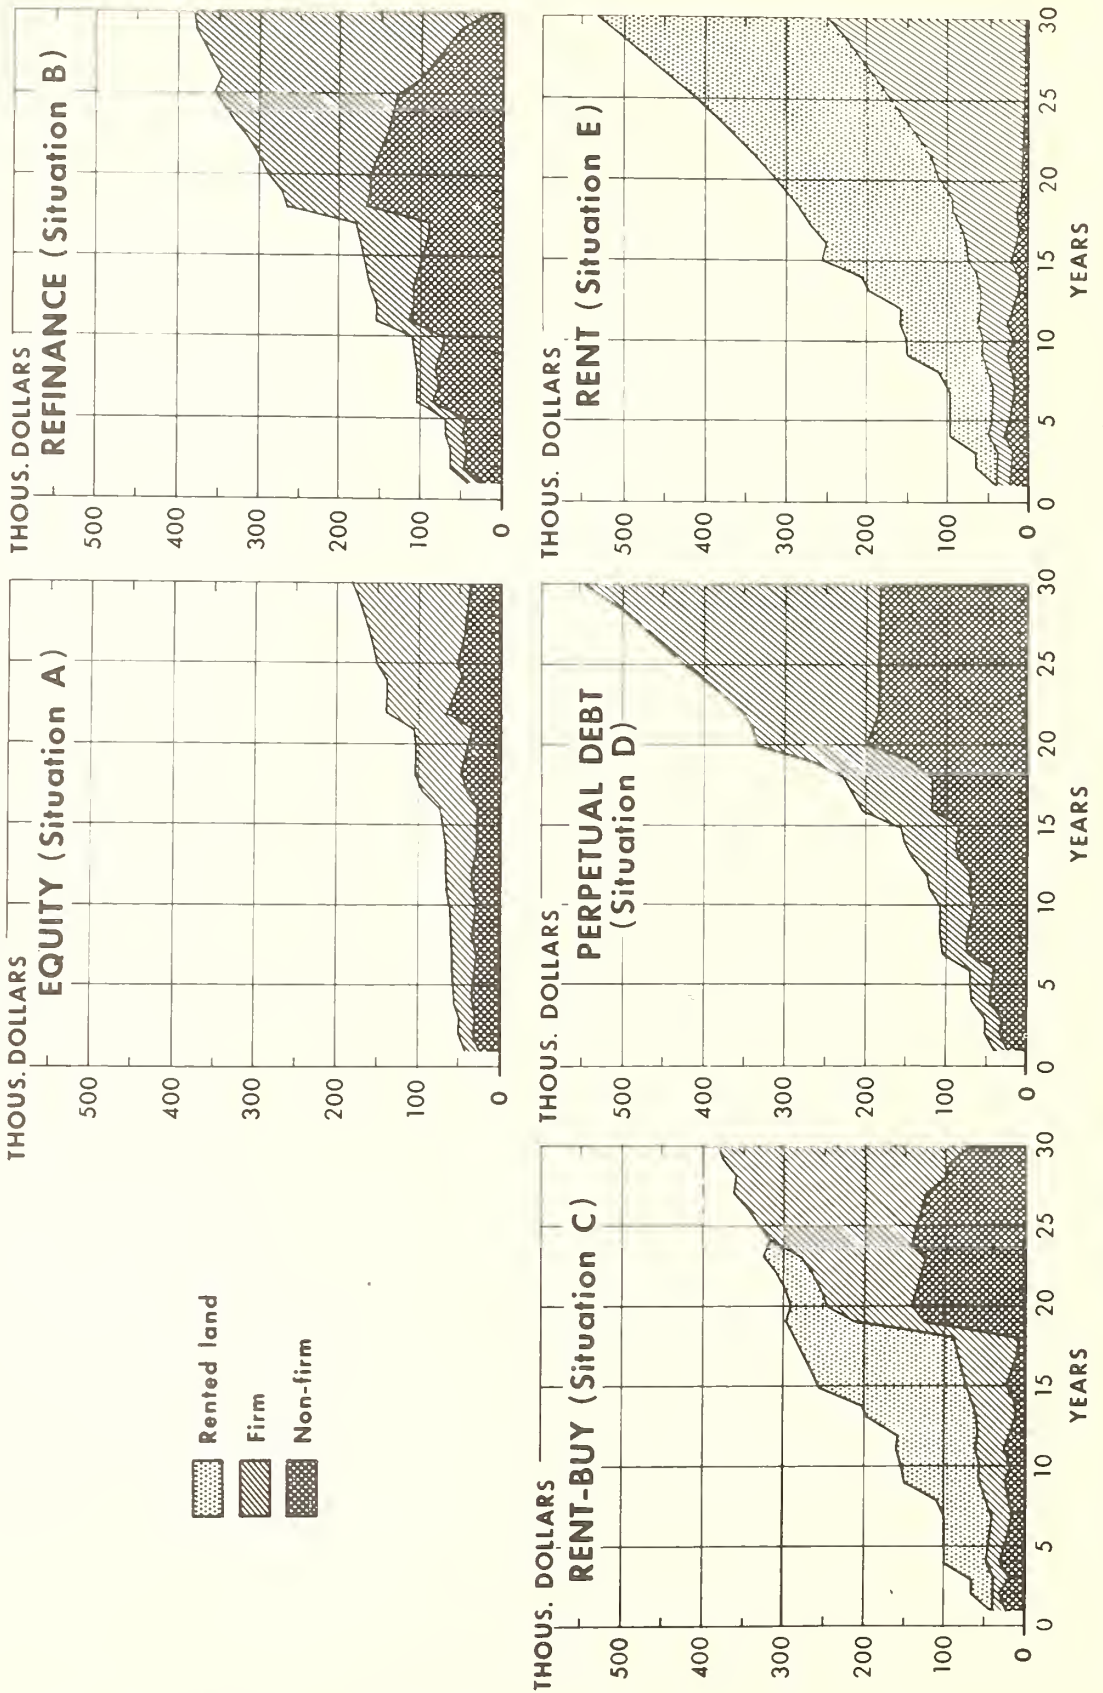 THOUS. DOLLARS
EQUITY (Situation A)
500
400
300
200
100
0
THOUS. DOLLARS
REFINANCE (Situation B)
500
400
300
200
100
0
Rented land
Firm
Non-firm
THOUS. DOLLARS
RENT-BUY (Situation C)
500
400
300
200
100
0
0 5 10 15 20 25 30
YEARS
THOUS. DOLLARS
PERPETUAL DEBT
(Situation D)
500
400
300
200
100
0
0 5 10 15 20 25 30
YEARS
THOUS. DOLLARS
RENT (Situation E)
500
400
300
200
100
0
0 5 10 15 20 25 30
YEARS